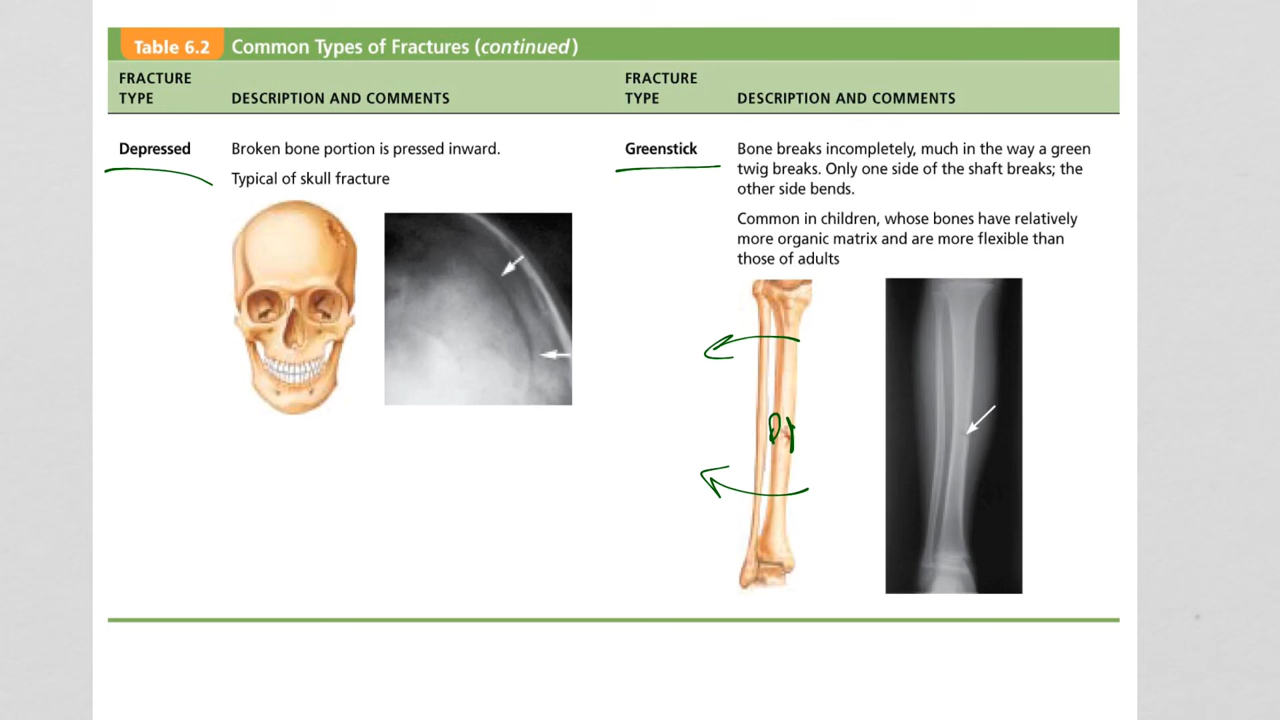 Table 6.2 Common Types of Fractures (continued)
FRACTURE
TYPE DESCRIPTION AND COMMENTS
Depressed Broken bone portion is pressed inward.
Typical of skull fracture
FRACTURE
TYPE DESCRIPTION AND COMMENTS
Greenstick Bone breaks incompletely, much in the way a green
twig breaks. Only one side of the shaft breaks; the
other side bends.
Common in children, whose bones have relatively
more organic matrix and are more flexible than
those of adults